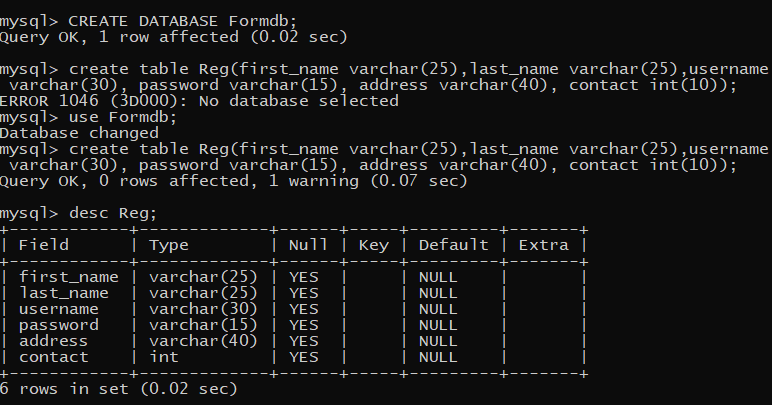 mysql> CREATE DATABASE Formdb;
Query OK, 1 row affected (0.02 sec)
mysql> create table Reg(first_name varchar(25),last_name varchar(25),username
 varchar(30), password varchar(15), address varchar(40), contact int(10));
ERROR 1046 (3D000): No database selected
mysql> use Formdb;
Database changed
mysql> create table Reg(first_name varchar(25),last_name varchar(25),username
 varchar(30), password varchar(15), address varchar(40), contact int(10));
Query OK, 0 rows affected, 1 warning (0.07 sec)
mysql> desc Reg;
+------------+-------------+------+-----+---------+-------+
| Field      | Type        | Null | Key | Default | Extra |
+------------+-------------+------+-----+---------+-------+
| first_name | varchar(25) | YES  |     | NULL    |       |
| last_name  | varchar(25) | YES  |     | NULL    |       |
| username   | varchar(30) | YES  |     | NULL    |       |
| password   | varchar(15) | YES  |     | NULL    |       |
| address    | varchar(40) | YES  |     | NULL    |       |
| contact    | int         | YES  |     | NULL    |       |
+------------+-------------+------+-----+---------+-------+
6 rows in set (0.02 sec)